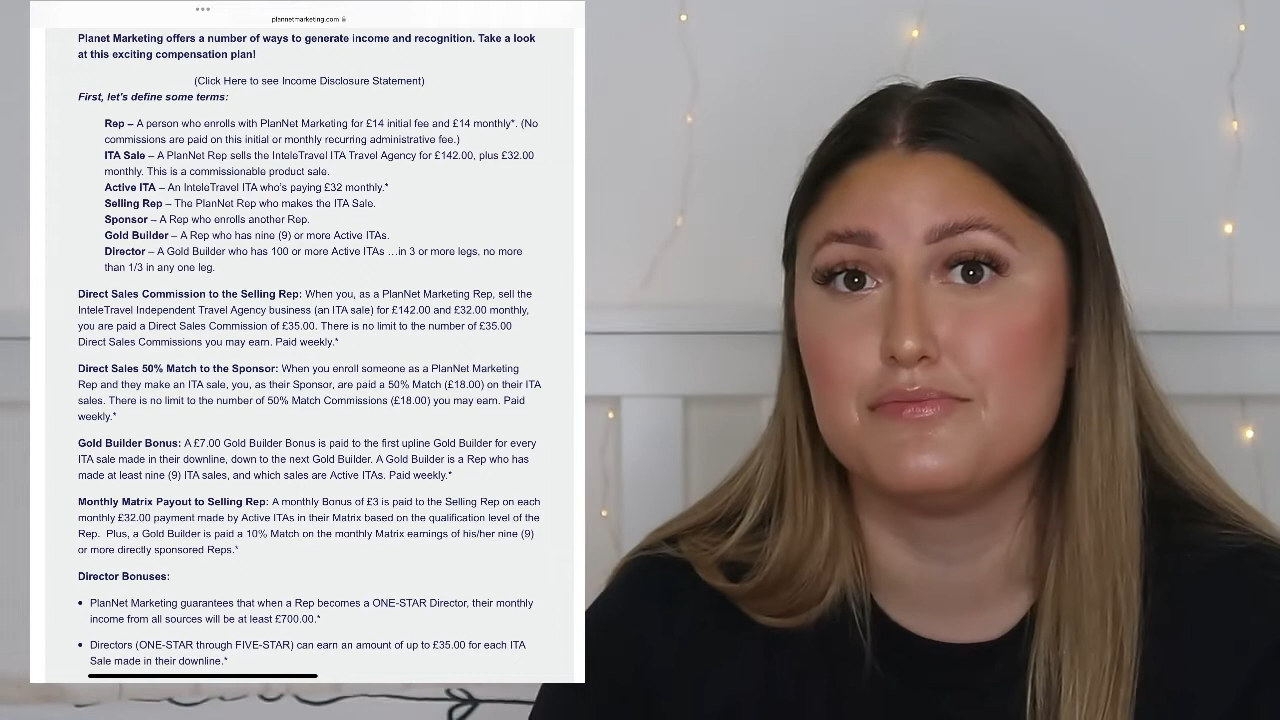 plannetmarketing.com
Planet Marketing offers a number of ways to generate income and recognition. Take a look
at this exciting compensation plan!
(Click Here to see Income Disclosure Statement)
First, let's define some terms:
Rep – A person who enrolls with PlanNet Marketing for £14 initial fee and £14 monthly*. (No
commissions are paid on this initial or monthly recurring administrative fee.)
ITA Sale – A PlanNet Rep sells the InteleTravel ITA Travel Agency for £142.00, plus £32.00
monthly. This is a commissionable product sale.
Active ITA – An InteleTravel ITA who's paying £32 monthly.*
Selling Rep – The PlanNet Rep who makes the ITA Sale.
Sponsor – A Rep who enrolls another Rep.
Gold Builder – A Rep who has nine (9) or more Active ITAs.
Director – A Gold Builder who has 100 or more Active ITAs …in 3 or more legs, no more
than 1/3 in any one leg.
Direct Sales Commission to the Selling Rep: When you, as a PlanNet Marketing Rep, sell the
InteleTravel Independent Travel Agency business (an ITA sale) for £142.00 and £32.00 monthly,
you are paid a Direct Sales Commission of £35.00. There is no limit to the number of £35.00
Direct Sales Commissions you may earn. Paid weekly.*
Direct Sales 50% Match to the Sponsor: When you enroll someone as a PlanNet Marketing
Rep and they make an ITA sale, you, as their Sponsor, are paid a 50% Match (£18.00) on their ITA
sales. There is no limit to the number of 50% Match Commissions (£18.00) you may earn. Paid
weekly.*
Gold Builder Bonus: A £7.00 Gold Builder Bonus is paid to the first upline Gold Builder for every
ITA sale made in their downline, down to the next Gold Builder. A Gold Builder is a Rep who has
made at least nine (9) ITA sales, and which sales are Active ITAs. Paid weekly.*
Monthly Matrix Payout to Selling Rep: A monthly Bonus of £3 is paid to the Selling Rep on each
monthly £32.00 payment made by Active ITAs in their Matrix based on the qualification level of the
Rep. Plus, a Gold Builder is paid a 10% Match on the monthly Matrix earnings of his/her nine (9)
or more directly sponsored Reps.*
Director Bonuses:
• PlanNet Marketing guarantees that when a Rep becomes a ONE-STAR Director, their monthly
income from all sources will be at least £700.00.*
• Directors (ONE-STAR through FIVE-STAR) can earn an amount of up to £35.00 for each ITA
Sale made in their downline.*